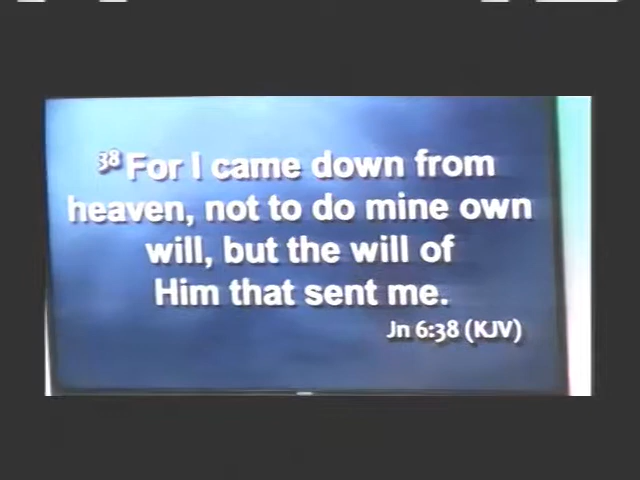 38 For I came down from
heaven, not to do mine own
will, but the will of
Him that sent me.
Jn 6:38 (KJV)